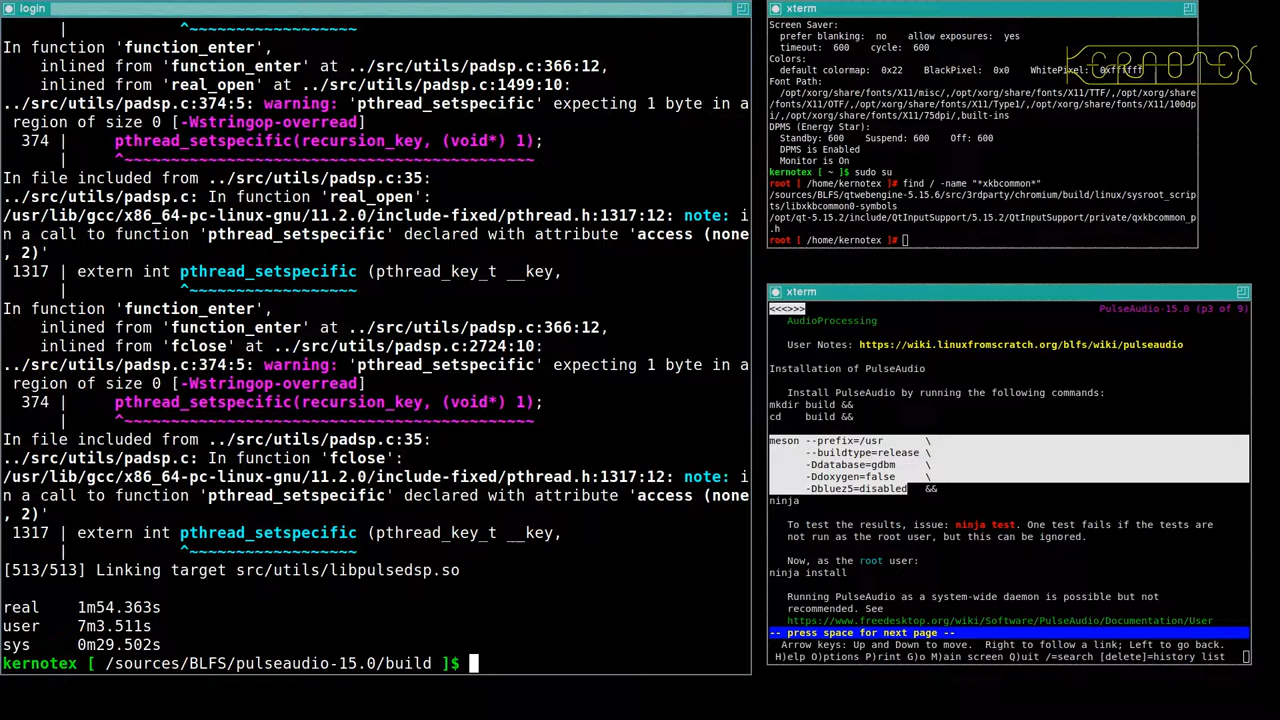 login
|     ^~~~~~~~~~~~~~~~~~~
In function 'function_enter',
inlined from 'function_enter' at ../src/utils/padsp.c:366:12,
inlined from 'real_open' at ../src/utils/padsp.c:1499:10:
../src/utils/padsp.c:374:5: warning: 'pthread_setspecific' expecting 1 byte in a
region of size 0 [-Wstringop-overread]
374 |     pthread_setspecific(recursion_key, (void*) 1);
|     ^~~~~~~~~~~~~~~~~~~~~~~~~~~~~~~~~~~~~~~~~~~~~
In file included from ../src/utils/padsp.c:35:
../src/utils/padsp.c: In function 'real_open':
/usr/lib/gcc/x86_64-pc-linux-gnu/11.2.0/include-fixed/pthread.h:1317:12: note: i
n a call to function 'pthread_setspecific' declared with attribute 'access (none
, 2)'
1317 | extern int pthread_setspecific (pthread_key_t __key,
|            ^~~~~~~~~~~~~~~~~~~
In function 'function_enter',
inlined from 'function_enter' at ../src/utils/padsp.c:366:12,
inlined from 'fclose' at ../src/utils/padsp.c:2724:10:
../src/utils/padsp.c:374:5: warning: 'pthread_setspecific' expecting 1 byte in a
region of size 0 [-Wstringop-overread]
374 |     pthread_setspecific(recursion_key, (void*) 1);
|     ^~~~~~~~~~~~~~~~~~~~~~~~~~~~~~~~~~~~~~~~~~~~~
In file included from ../src/utils/padsp.c:35:
../src/utils/padsp.c: In function 'fclose':
/usr/lib/gcc/x86_64-pc-linux-gnu/11.2.0/include-fixed/pthread.h:1317:12: note: i
n a call to function 'pthread_setspecific' declared with attribute 'access (none
, 2)'
1317 | extern int pthread_setspecific (pthread_key_t __key,
|            ^~~~~~~~~~~~~~~~~~~
[513/513] Linking target src/utils/libpulsedsp.so
real    1m54.363s
user    7m3.511s
sys     0m29.502s
kernotex [ /sources/BLFS/pulseaudio-15.0/build ]$
xterm
Screen Saver:
prefer blanking:  no    allow exposures:  yes
timeout:  600    cycle:  600
Colors:
default colormap: 0x22    BlackPixel: 0x0    WhitePixel: 0xffffff
KERNOTEX
Font Path:
/opt/xorg/share/fonts/X11/misc/,/opt/xorg/share/fonts/X11/TTF,/opt/xorg/share/
fonts/X11/OTF/,/opt/xorg/share/fonts/X11/Type1/,/opt/xorg/share/fonts/X11/100dp
i/,/opt/xorg/share/fonts/X11/75dpi/,built-ins
DPMS (Energy Star):
Standby: 600    Suspend: 600    Off: 600
DPMS is Enabled
Monitor is On
kernotex [ ~ ]$ sudo su
root [ /home/kernotex ]# find / -name "*xkbcommon*"
/sources/BLFS/qtwebengine-5.15.6/src/3rdparty/chromium/build/linux/sysroot_scrip
ts/libxkbcommon0-symbols
/opt/qt-5.15.2/include/QtInputSupport/5.15.2/QtInputSupport/private/qxkbcommon_p
.h
root [ /home/kernotex ]#
xterm
<<<>>>    PulseAudio-15.0 (p3 of 9)
AudioProcessing
User Notes: https://wiki.linuxfromscratch.org/blfs/wiki/pulseaudio
Installation of PulseAudio
Install PulseAudio by running the following commands:
mkdir build &&
cd    build &&
meson --prefix=/usr       \
--buildtype=release \
-Ddatabase=gdbm     \
-Ddoxygen=false     \
-Dbluez5=disabled   &&
ninja
To test the results, issue: ninja test. One test fails if the tests are
not run as the root user, but this can be ignored.
Now, as the root user:
ninja install
Running PulseAudio as a system-wide daemon is possible but not
recommended. See
https://www.freedesktop.org/wiki/Software/PulseAudio/Documentation/User
-- press space for next page --
Arrow keys: Up and Down to move.  Right to follow a link; Left to go back.
H)elp O)ptions P)rint G)o M)ain screen Q)uit /=search [delete]=history list